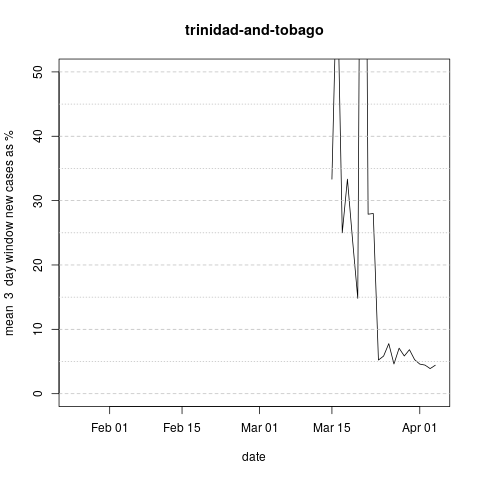 trinidad-and-tobago
mean 3 day window new cases as %
50
40
30
20
10
0
Feb 01 Feb 15 Mar 01 Mar 15 Apr 01
date